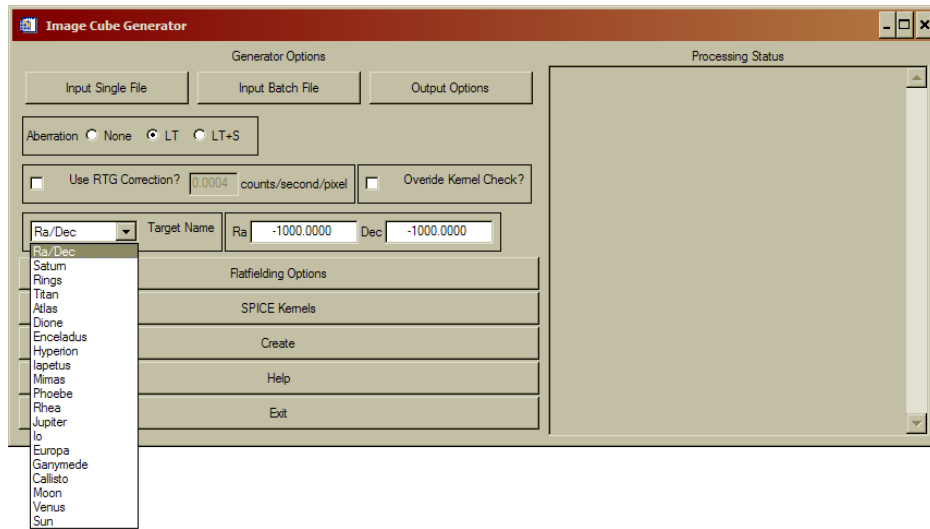 Image Cube Generator
Generator Options
Processing Status
Input Single File Input Batch File Output Options
Aberration None LT LT+S
Use RTG Correction? 0.0004 counts/second/pixel Overide Kernel Check?
Ra/Dec Target Name Ra -1000.0000 Dec -1000.0000
Ra/Dec
Saturn
Rings
Titan
Atlas
Dione
Enceladus
Hyperion
Iapetus
Mimas
Phoebe
Rhea
Jupiter
Io
Europa
Ganymede
Callisto
Moon
Venus
Sun
Flatfielding Options
SPICE Kernels
Create
Help
Exit